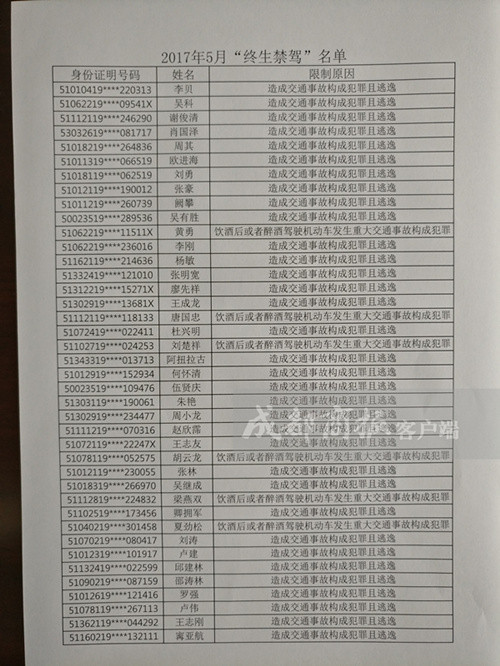 2017年5月“终生禁驾”名单
身份证明号码 姓名 限制原因
51010419****220313 李贝 造成交通事故构成犯罪且逃逸
51062219****09541X 吴科 造成交通事故构成犯罪且逃逸
51112119****246290 谢俊清 造成交通事故构成犯罪且逃逸
53032619****081717 肖国泽 造成交通事故构成犯罪且逃逸
51018219****264836 周其 造成交通事故构成犯罪且逃逸
51011319****066519 欧进海 造成交通事故构成犯罪且逃逸
51018119****062519 刘勇 造成交通事故构成犯罪且逃逸
51012119****190012 张豪 造成交通事故构成犯罪且逃逸
51011219****260739 阙攀 造成交通事故构成犯罪且逃逸
50023519****289536 吴有胜 造成交通事故构成犯罪且逃逸
51062219****11511X 黄勇 饮酒后或者醉酒驾驶机动车发生重大交通事故构成犯罪
51062219****236016 李刚 造成交通事故构成犯罪且逃逸
51162119****214636 杨敏 造成交通事故构成犯罪且逃逸
51332419****121010 张明宽 造成交通事故构成犯罪且逃逸
51312219****15271X 廖先祥 造成交通事故构成犯罪且逃逸
51302919****13681X 王成龙 造成交通事故构成犯罪且逃逸
51112119****118133 唐国忠 饮酒后或者醉酒驾驶机动车发生重大交通事故构成犯罪
51072419****022411 杜兴明 造成交通事故构成犯罪且逃逸
51102719****024253 刘楚祥 饮酒后或者醉酒驾驶机动车发生重大交通事故构成犯罪
51343319****013713 阿扭拉古 造成交通事故构成犯罪且逃逸
51012919****152934 何怀清 造成交通事故构成犯罪且逃逸
50023519****109476 伍贤庆 造成交通事故构成犯罪且逃逸
51303119****190061 朱艳 造成交通事故构成犯罪且逃逸
51302919****234477 周小龙 造成交通事故构成犯罪且逃逸
51111219****070316 赵欣霈 造成交通事故构成犯罪且逃逸
51072119****22247X 王志友 造成交通事故构成犯罪且逃逸
51078119****052575 胡云龙 饮酒后或者醉酒驾驶机动车发生重大交通事故构成犯罪
51012119****230055 张林 造成交通事故构成犯罪且逃逸
51018319****266970 吴继成 造成交通事故构成犯罪且逃逸
51112819****224832 梁燕双 饮酒后或者醉酒驾驶机动车发生重大交通事故构成犯罪
51102519****173456 卿拥军 造成交通事故构成犯罪且逃逸
51040219****301458 夏劲松 饮酒后或者醉酒驾驶机动车发生重大交通事故构成犯罪
51070219****080417 刘涛 造成交通事故构成犯罪且逃逸
51012319****101917 卢建 造成交通事故构成犯罪且逃逸
51132419****022599 邱建林 造成交通事故构成犯罪且逃逸
51090219****087159 邵涛林 造成交通事故构成犯罪且逃逸
51012619****121416 罗强 造成交通事故构成犯罪且逃逸
51078119****267113 卢伟 造成交通事故构成犯罪且逃逸
51362119****044292 王志刚 造成交通事故构成犯罪且逃逸
51160219****132111 离亚航 造成交通事故构成犯罪且逃逸
客户端